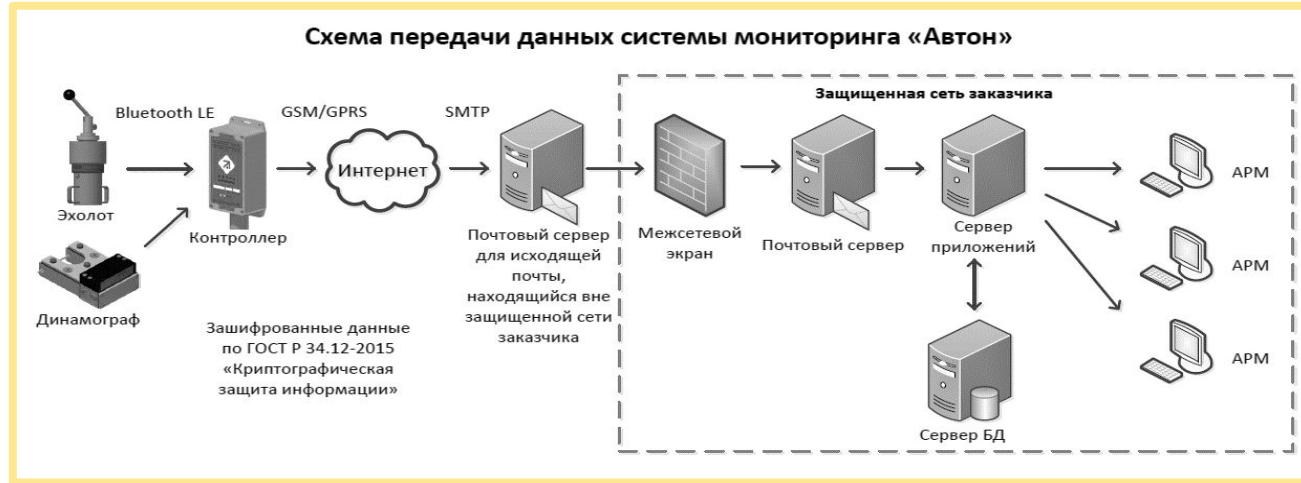 Схема передачи данных системы мониторинга «Автон»
Bluetooth LE
GSM/GPRS
SMTP
Защищенная сеть заказчика
Интернет
АРМ
Эхолот
Контроллер
Почтовый сервер
для исходящей
почты,
находящийся вне
защищенной сети
заказчика
Межсетевой
экран
Почтовый сервер
Сервер
приложений
АРМ
Динамограф
Зашифрованные данные
по ГОСТ Р 34.12-2015
«Криптографическая
защита информации»
АРМ
Сервер БД